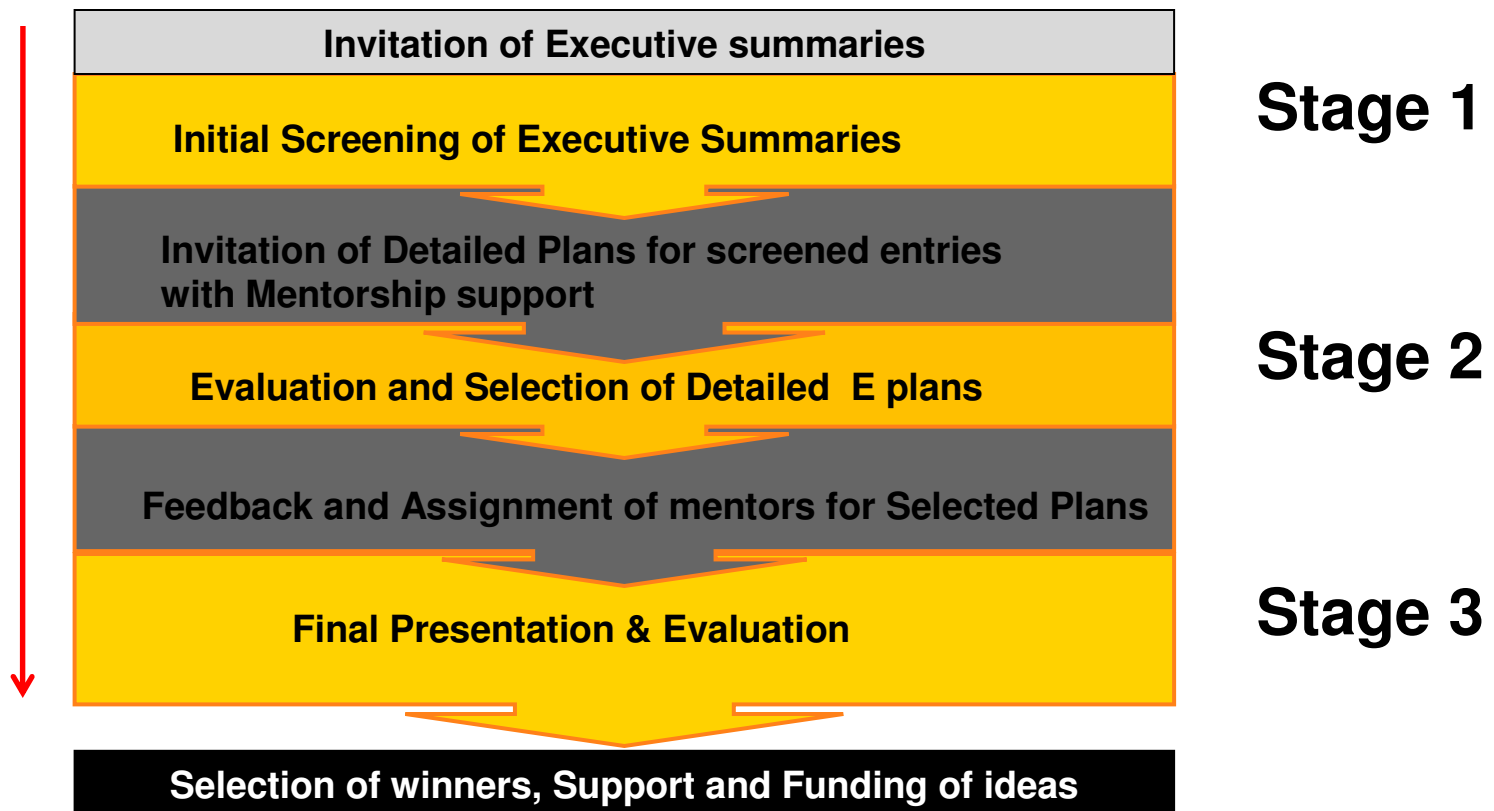 Invitation of Executive summaries
Stage 1
Initial Screening of Executive Summaries
Invitation of Detailed Plans for screened entries
with Mentorship support
Stage 2
Evaluation and Selection of Detailed  E plans
Feedback and Assignment of mentors for Selected Plans
Stage 3
Final Presentation & Evaluation
Selection of winners, Support and Funding of ideas